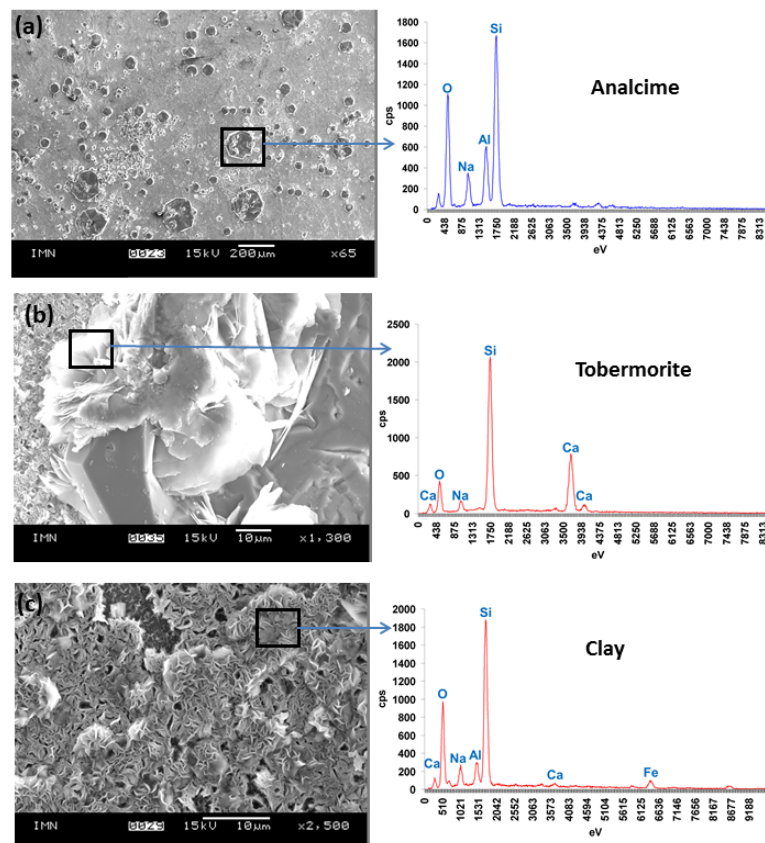 (a)
IMN 0023 15kV 200μm x65
1800
1600
1400
1200
1000
800
600
400
200
0
cps
O
Na
Al
Si
Analcime
0 438 875 1313 1750 2188 2625 3063 3500 3938 4375 4813 5250 5688 6125 6563 7000 7438 7875 8313
eV
(b)
IMN 0035 15kV 10μm x1,300
2500
2000
1500
1000
500
0
cps
Ca
O
Na
Si
Ca
Ca
Tobermorite
0 438 875 1313 1750 2188 2625 3063 3500 3938 4375 4813 5250 5688 6125 6563 7000 7438 7875 8313
eV
(c)
IMN 0029 15kV 10μm x2,500
2000
1800
1600
1400
1200
1000
800
600
400
200
0
cps
Ca
O
Na
Al
Si
Ca
Fe
Clay
0 510 1021 1531 2042 2552 3063 3573 4083 4594 5104 5615 6125 6636 7146 7656 8167 8677 9188
eV